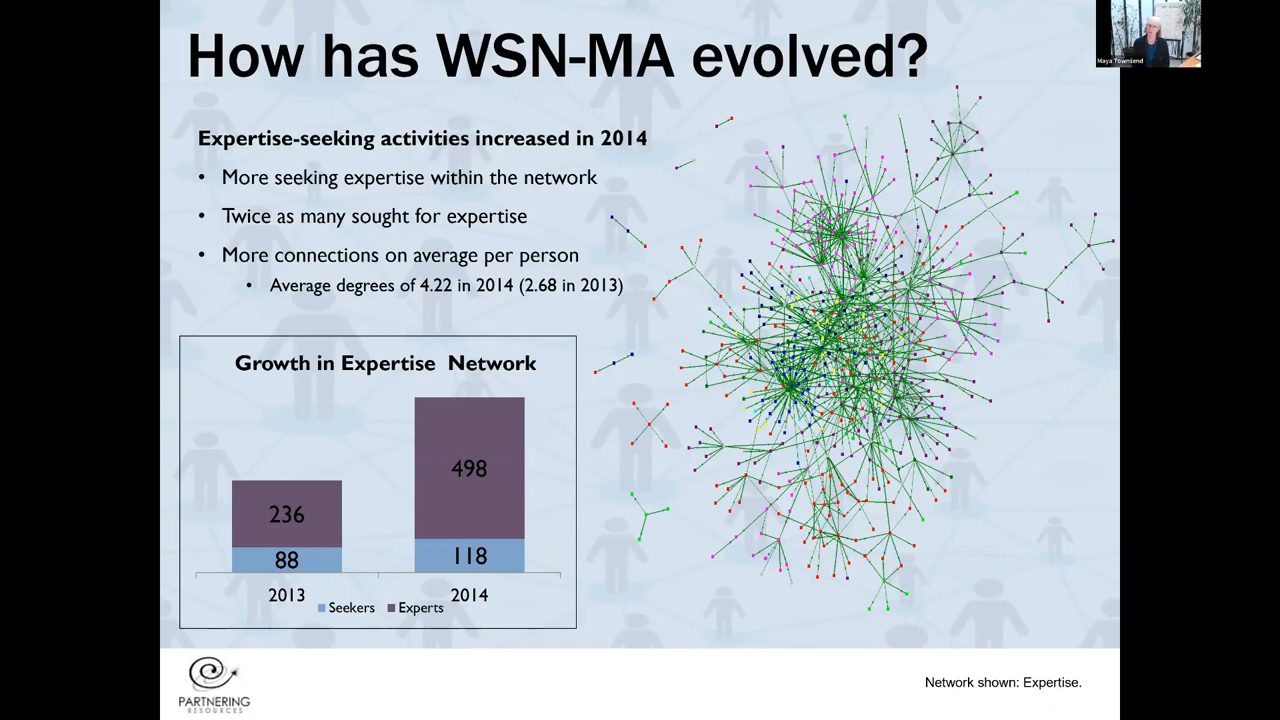 How has WSN-MA evolved?
Maya Townsend
Expertise-seeking activities increased in 2014
• More seeking expertise within the network
• Twice as many sought for expertise
• More connections on average per person
• Average degrees of 4.22 in 2014 (2.68 in 2013)
Growth in Expertise Network
498
236
118
88
2013
2014
Seekers
Experts
PARTNERING
RESOURCES
Network shown: Expertise.